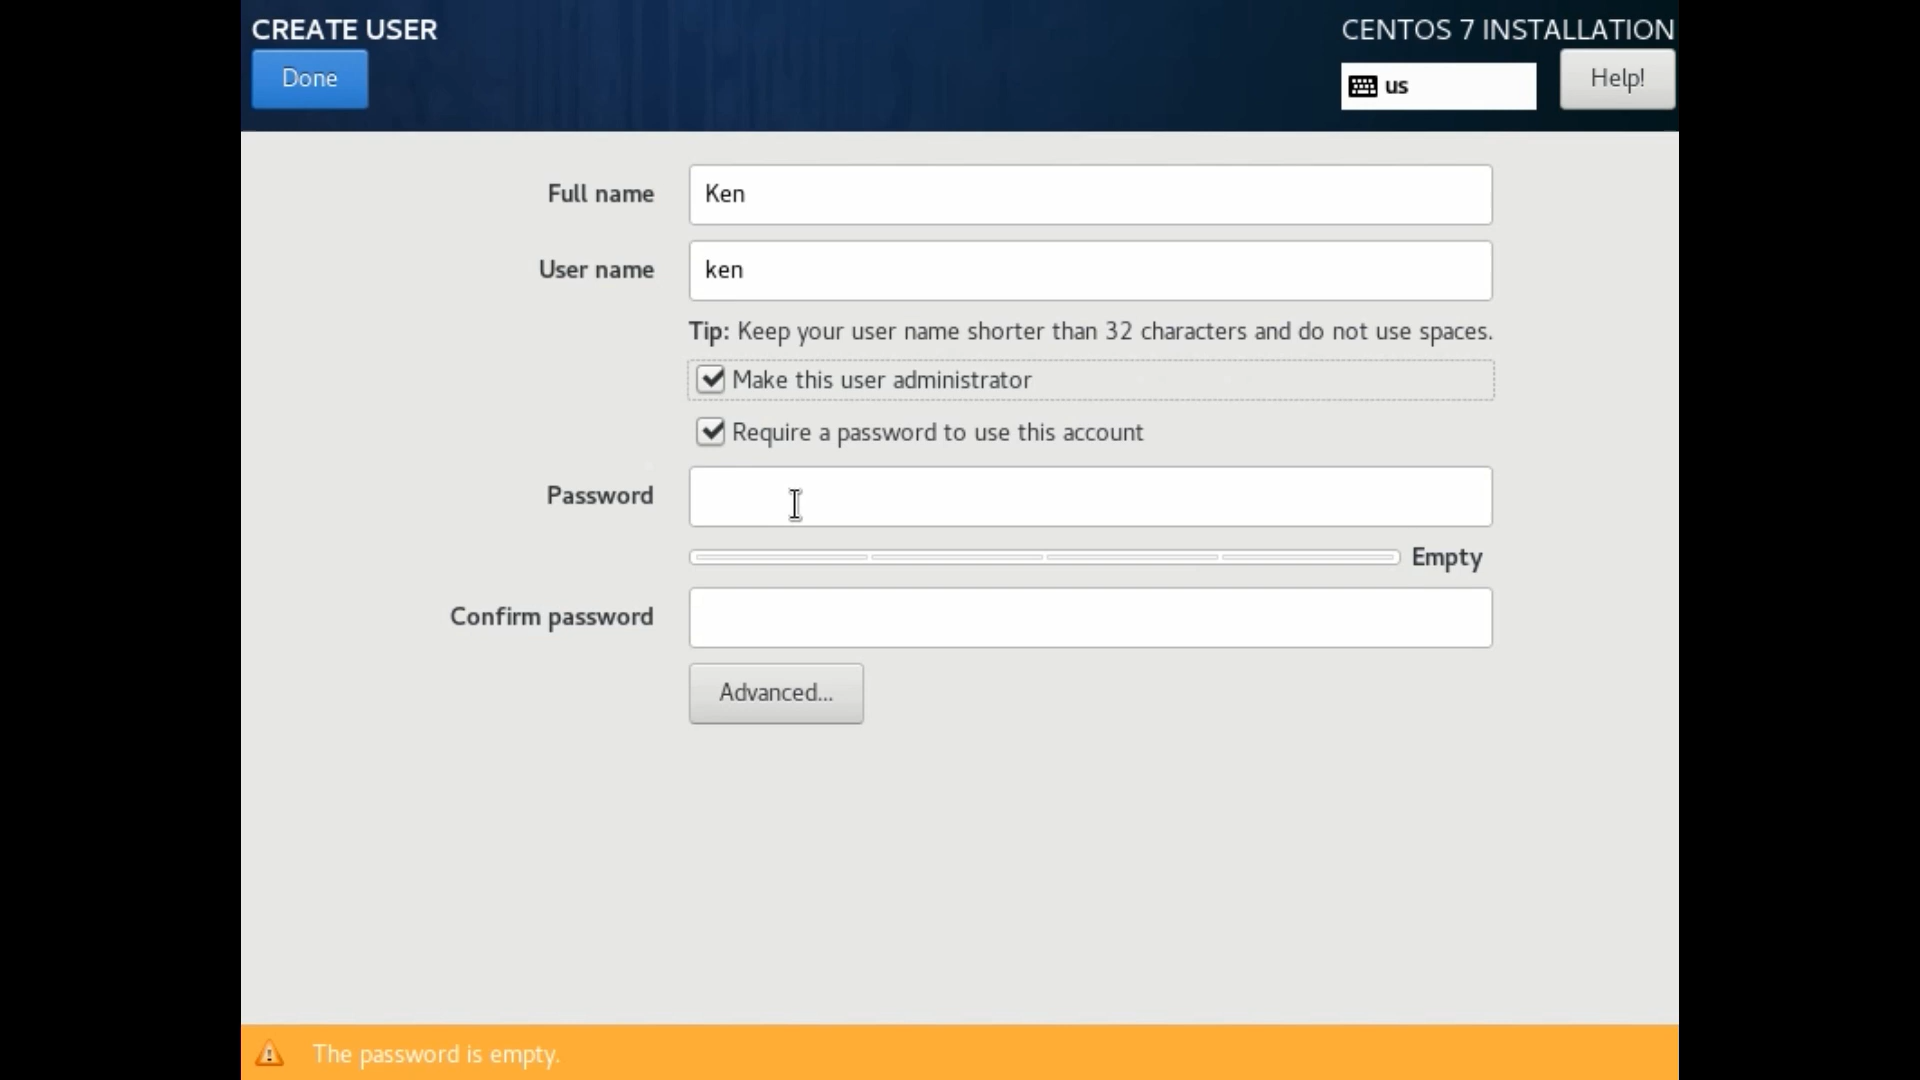 CREATE USER
CENTOS 7 INSTALLATION
Done
us
Help!
Full name
Ken
User name
ken
Tip: Keep your user name shorter than 32 characters and do not use spaces.
Make this user administrator
Require a password to use this account
Password
Empty
Confirm password
Advanced...
The password is empty.